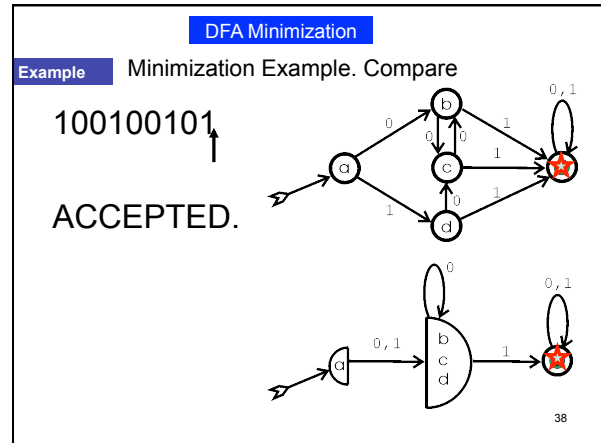 DFA Minimization
Example
Minimization Example. Compare
100100101
ACCEPTED.
0,1
b
0
1
0
0
a
c
1
1
0
1
d
0
0,1
0,1
a
b
c
d
1
38